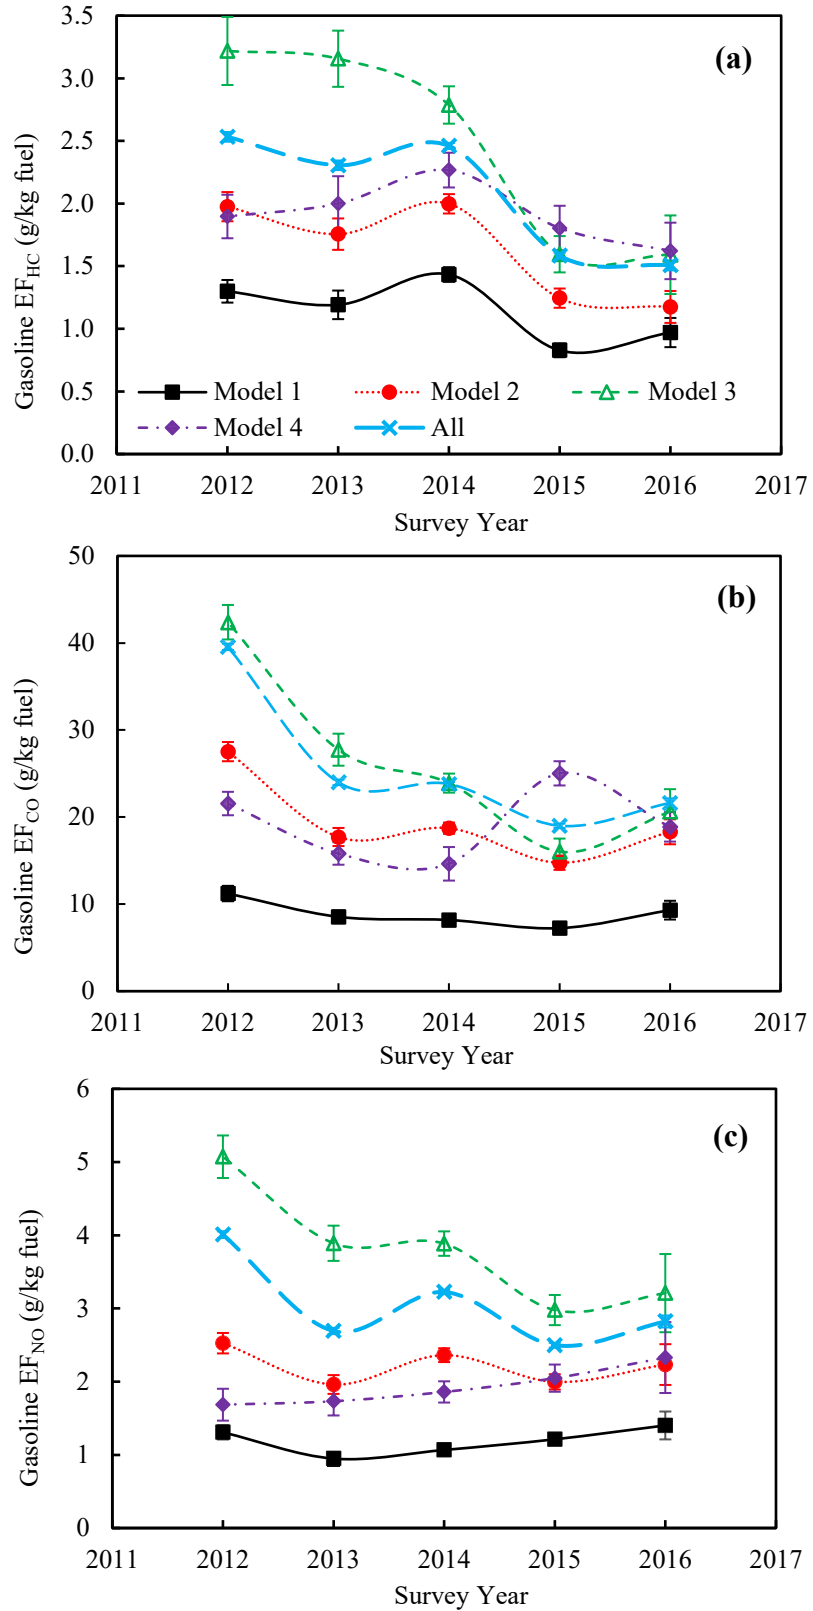 (a)
Gasoline EF_HC (g/kg fuel)
3.5
3.0
2.5
2.0
1.5
1.0
0.5
0.0
Model 1 Model 2 Model 3
Model 4 All
2011 2012 2013 2014 2015 2016 2017
Survey Year
(b)
Gasoline EF_CO (g/kg fuel)
50
40
30
20
10
0
2011 2012 2013 2014 2015 2016 2017
Survey Year
(c)
Gasoline EF_NO (g/kg fuel)
6
5
4
3
2
1
0
2011 2012 2013 2014 2015 2016 2017
Survey Year